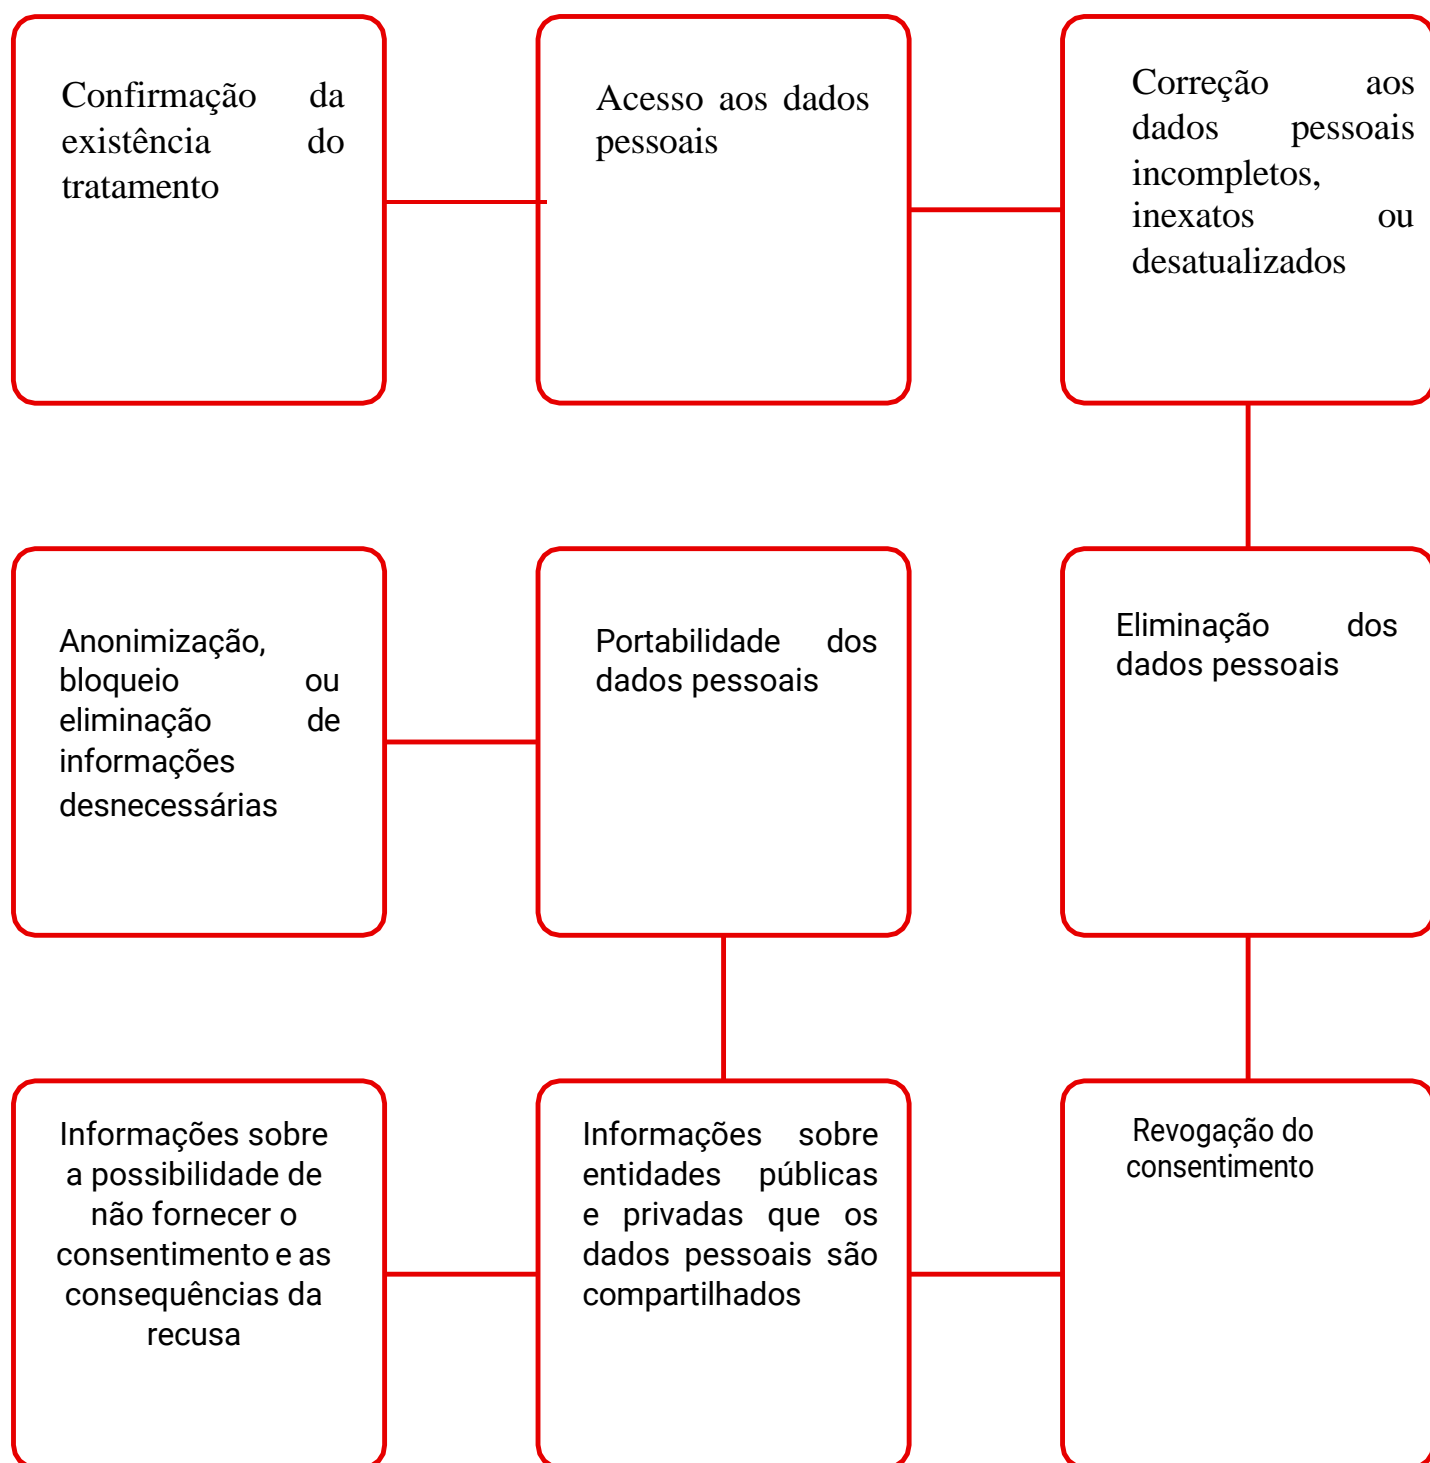 Confirmação da
existência do
tratamento
Acesso aos dados
pessoais
Correção aos
dados pessoais
incompletos,
inexatos ou
desatualizados
Anonimização,
bloqueio ou
eliminação de
informações
desnecessárias
Portabilidade dos
dados pessoais
Eliminação dos
dados pessoais
Informações sobre
a possibilidade de
não fornecer o
consentimento e as
consequências da
recusa
Informações sobre
entidades públicas
e privadas que os
dados pessoais são
compartilhados
Revogação do
consentimento